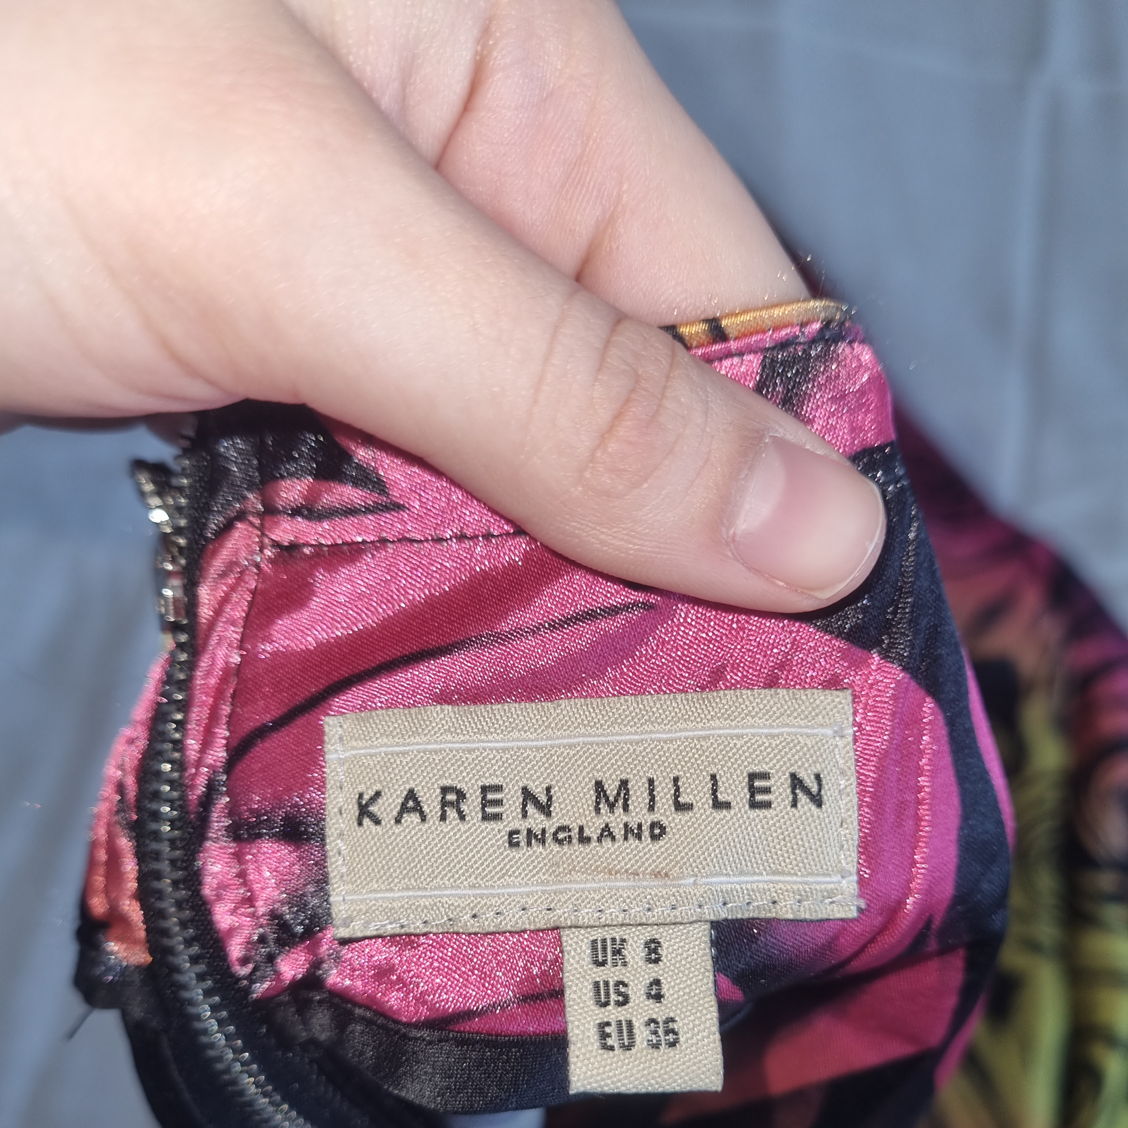 KAREN MILLEN
ENGLAND
UK 8
US 4
EU 36